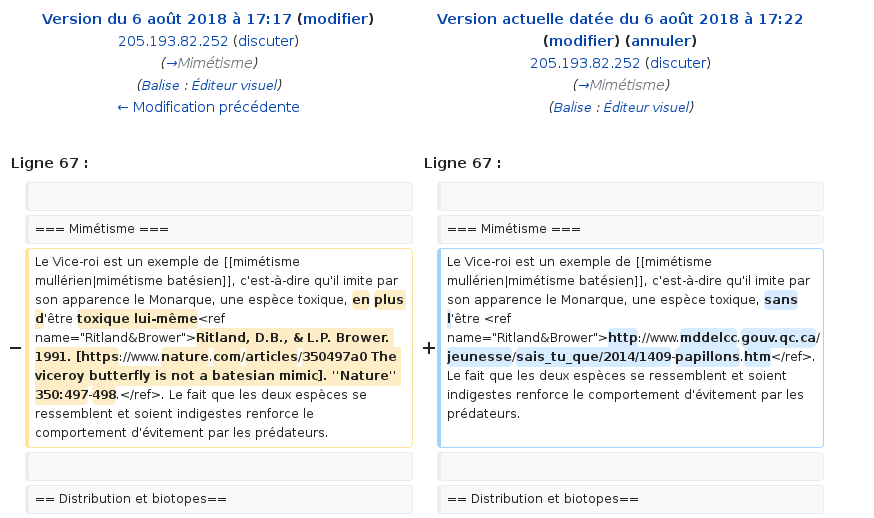 Version du 6 août 2018 à 17:17 (modifier)
205.193.82.252 (discuter)
(→Mimétisme)
(Balise : Éditeur visuel)
← Modification précédente
Version actuelle datée du 6 août 2018 à 17:22
(modifier) (annuler)
205.193.82.252 (discuter)
(→Mimétisme)
(Balise : Éditeur visuel)
Ligne 67 :
Ligne 67 :
=== Mimétisme ===
=== Mimétisme ===
−
Le Vice-roi est un exemple de [[mimétisme
mullérien|mimétisme batésien]], c'est-à-dire qu'il imite par
son apparence le Monarque, une espèce toxique, en plus
d'être toxique lui-même<ref
name="Ritland&Brower">Ritland, D.B., & L.P. Brower.
1991. [https://www.nature.com/articles/350497a0 The
viceroy butterfly is not a batesian mimic]. ''Nature''
350:497-498.</ref>. Le fait que les deux espèces se
ressemblent et soient indigestes renforce le
comportement d'évitement par les prédateurs.
+
Le Vice-roi est un exemple de [[mimétisme
mullérien|mimétisme batésien]], c'est-à-dire qu'il imite par
son apparence le Monarque, une espèce toxique, sans
l'être <ref
name="Ritland&Brower">http://www.mddelcc.gouv.qc.ca/
jeunesse/sais_tu_que/2014/1409-papillons.htm</ref>.
Le fait que les deux espèces se ressemblent et soient
indigestes renforce le comportement d'évitement par les
prédateurs.
== Distribution et biotopes==
== Distribution et biotopes==